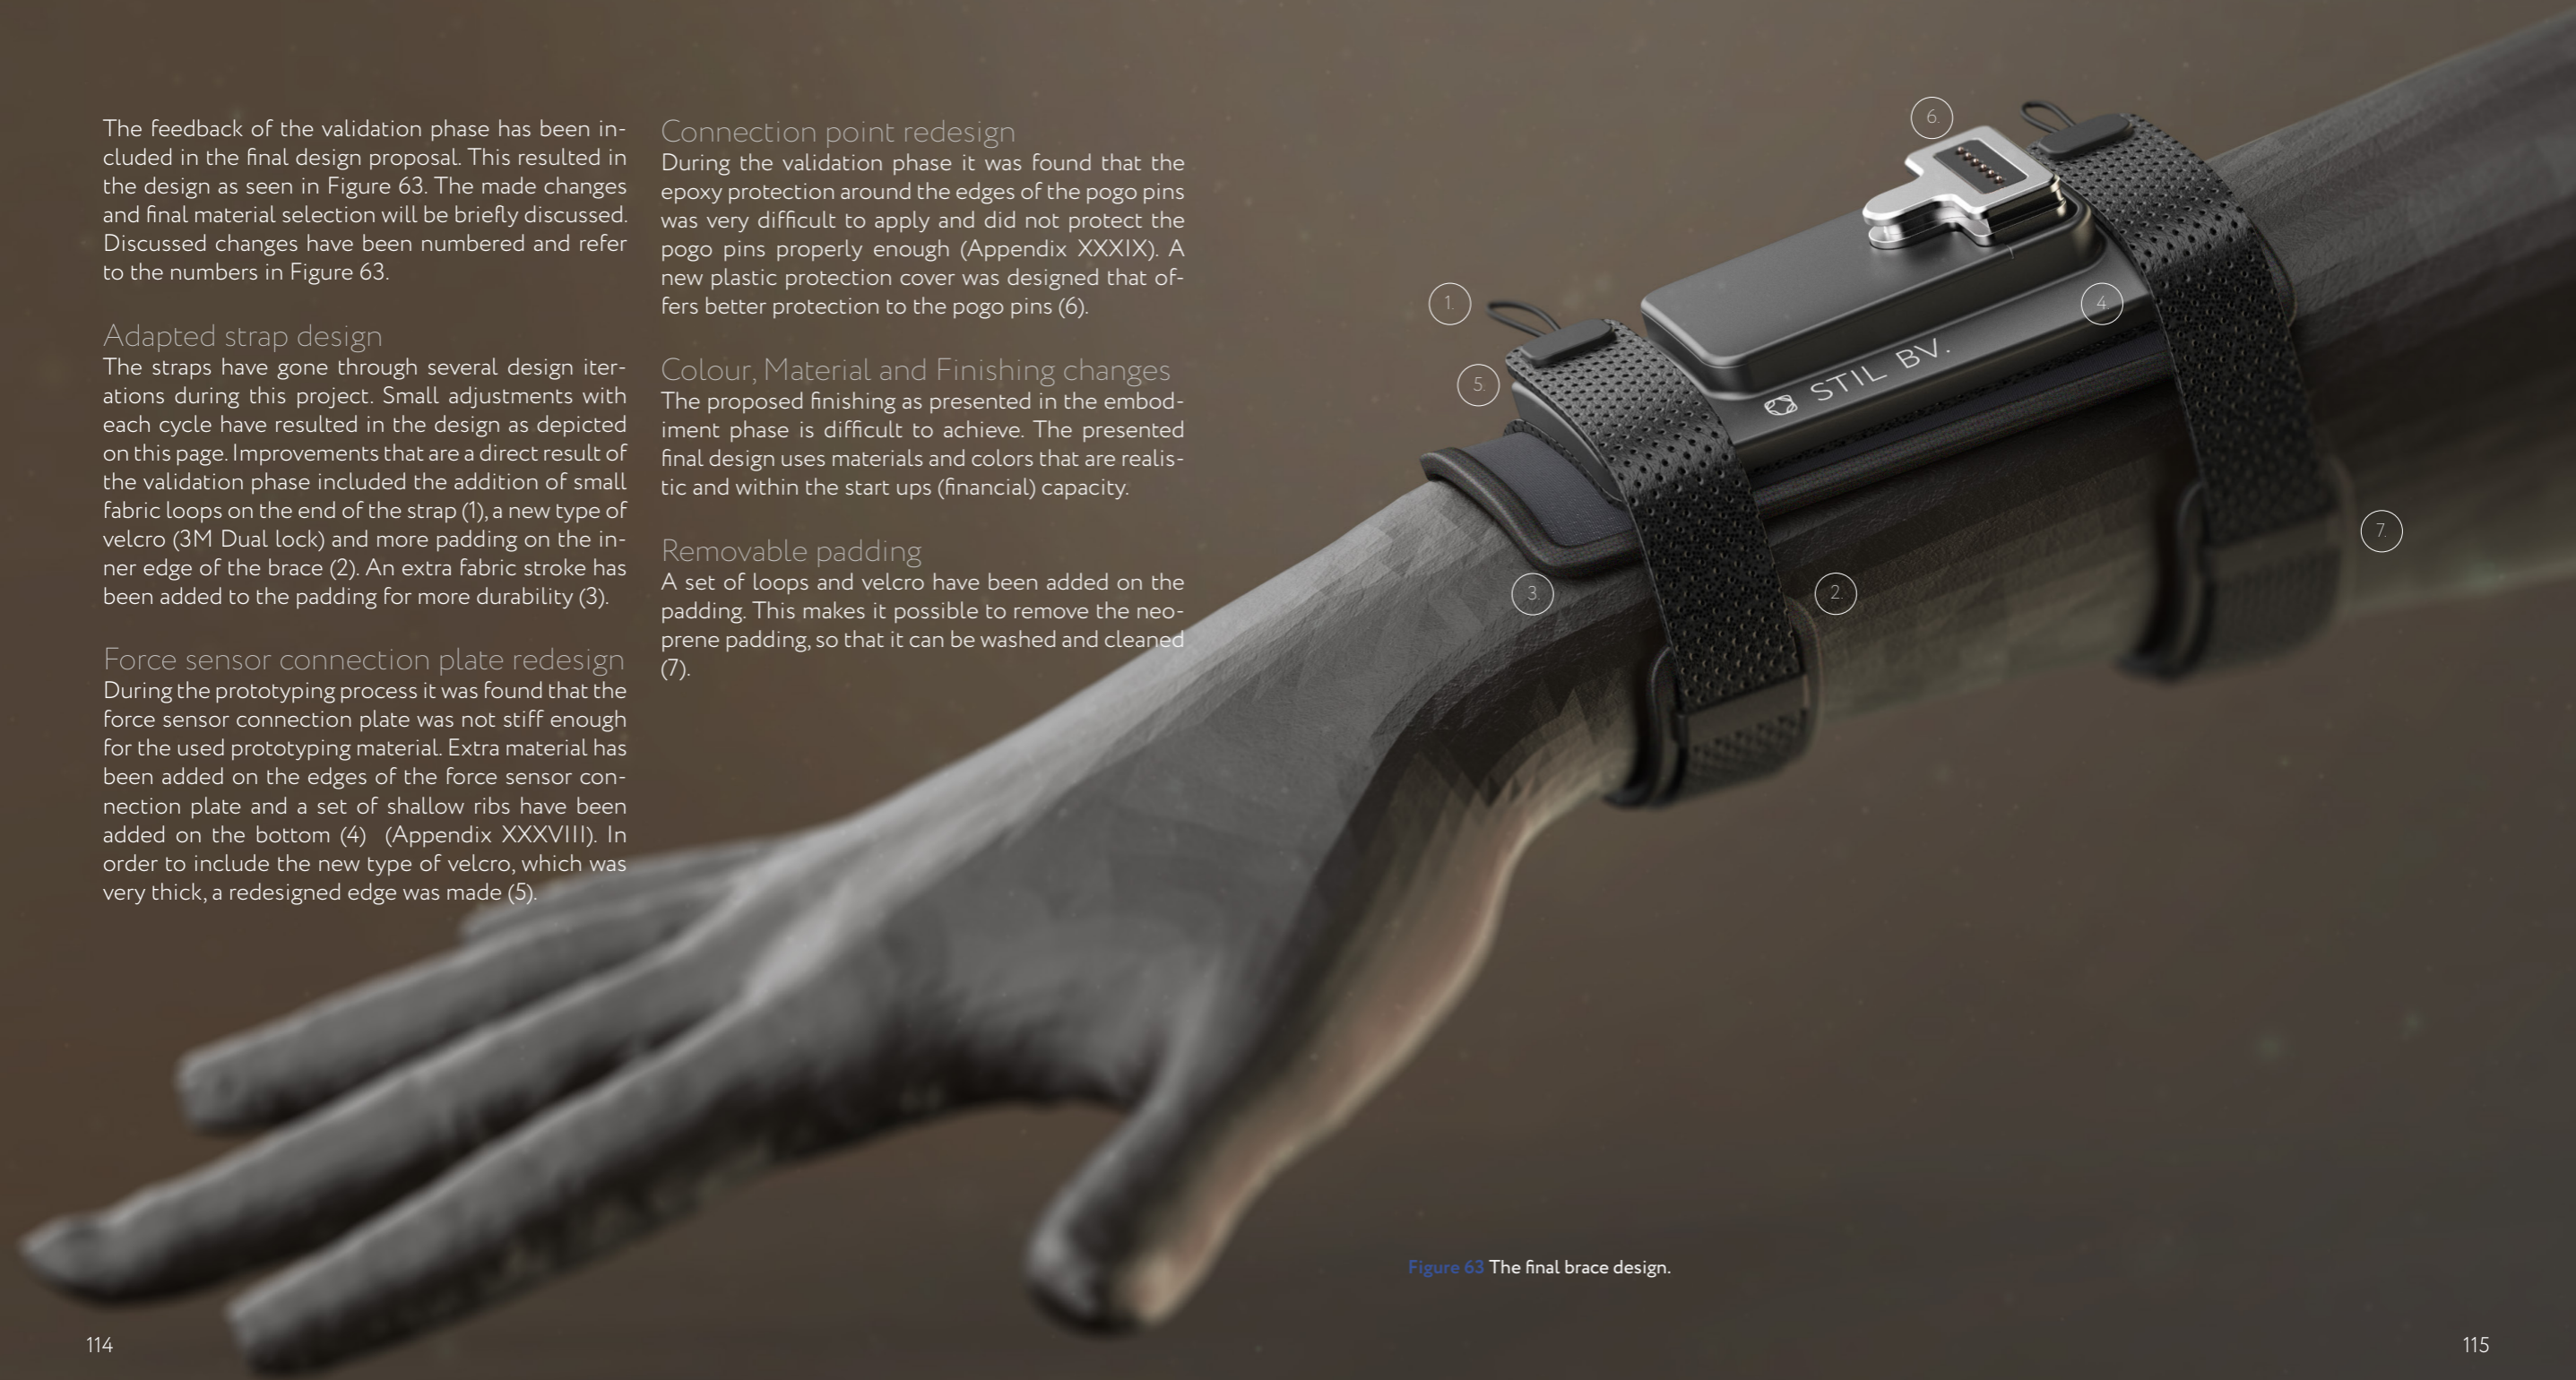 The feedback of the validation phase has been in-
cluded in the final design proposal. This resulted in
the design as seen in Figure 63. The made changes
and final material selection will be briefly discussed.
Discussed changes have been numbered and refer
to the numbers in Figure 63.
Adapted strap design
The straps have gone through several design iter-
ations during this project. Small adjustments with
each cycle have resulted in the design as depicted
on this page. Improvements that are a direct result of
the validation phase included the addition of small
fabric loops on the end of the strap (1), a new type of
velcro (3M Dual lock) and more padding on the in-
ner edge of the brace (2). An extra fabric stroke has
been added to the padding for more durability (3).
Force sensor connection plate redesign
During the prototyping process it was found that the
force sensor connection plate was not stiff enough
for the used prototyping material. Extra material has
been added on the edges of the force sensor con-
nection plate and a set of shallow ribs have been
added on the bottom (4) (Appendix XXXVIII). In
order to include the new type of velcro, which was
very thick, a redesigned edge was made (5).
Connection point redesign
During the validation phase it was found that the
epoxy protection around the edges of the pogo pins
was very difficult to apply and did not protect the
pogo pins properly enough (Appendix XXXIX). A
new plastic protection cover was designed that of-
fers better protection to the pogo pins (6).
Colour, Material and Finishing changes
The proposed finishing as presented in the embod-
iment phase is difficult to achieve. The presented
final design uses materials and colors that are realis-
tic and within the start ups (financial) capacity.
Removable padding
A set of loops and velcro have been added on the
padding. This makes it possible to remove the neo-
prene padding, so that it can be washed and cleaned
(7).
6.
1.
4.
5.
STIL BV.
7.
3.
2.
Figure 63 The final brace design.
114
115